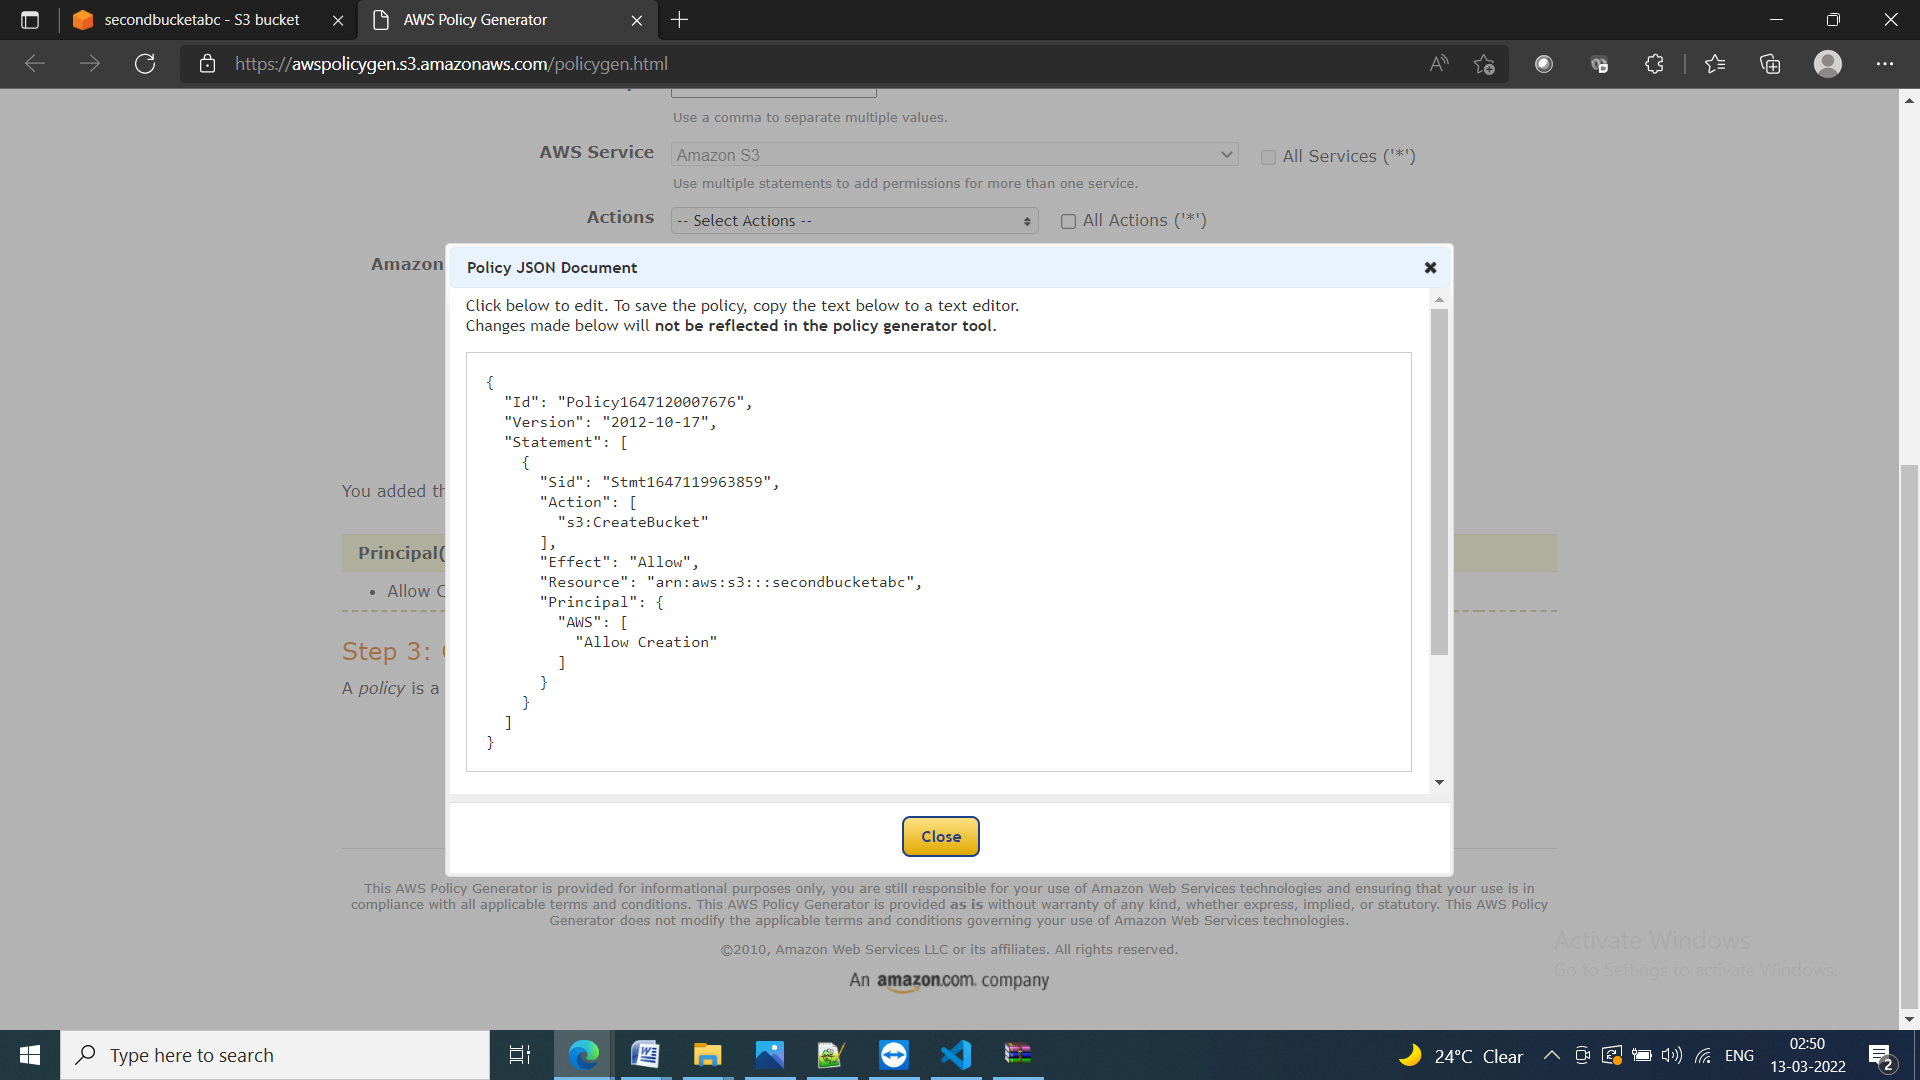 secondbucketabc - S3 bucket
AWS Policy Generator
https://awspolicygen.s3.amazonaws.com/policygen.html
Use a comma to separate multiple values.
AWS Service
Amazon S3
All Services ('*')
Use multiple statements to add permissions for more than one service.
Actions
-- Select Actions --
All Actions ('*')
Amazon
Policy JSON Document
Click below to edit. To save the policy, copy the text below to a text editor.
Changes made below will not be reflected in the policy generator tool.
{
"Id": "Policy1647120007676",
"Version": "2012-10-17",
"Statement": [
{
"Sid": "Stmt1647119963859",
"Action": [
"s3:CreateBucket"
],
"Effect": "Allow",
"Resource": "arn:aws:s3:::secondbucketabc",
"Principal": {
"AWS": [
"Allow Creation"
]
}
}
]
}
You added th
Principal(
Allow C
Step 3:
A policy is a
Close
This AWS Policy Generator is provided for informational purposes only, you are still responsible for your use of Amazon Web Services technologies and ensuring that your use is in
compliance with all applicable terms and conditions. This AWS Policy Generator is provided as is without warranty of any kind, whether express, implied, or statutory. This AWS Policy
Generator does not modify the applicable terms and conditions governing your use of Amazon Web Services technologies.
©2010, Amazon Web Services LLC or its affiliates. All rights reserved.
An amazon.com. company
Activate Windows
Go to Settings to activate Windows.
Type here to search
24°C Clear
ENG
02:50
13-03-2022
2